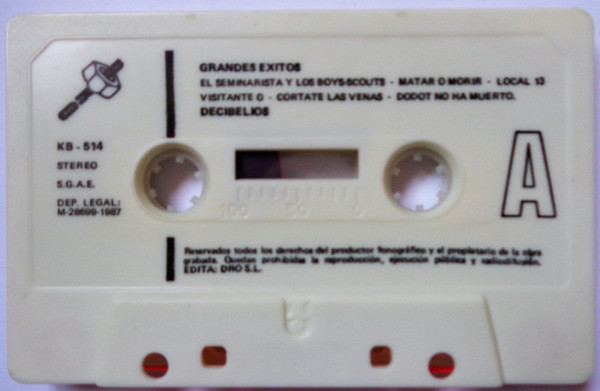 GRANDES EXITOS
EL SEMINARISTA Y LOS BOYS-SCOUTS - MATAR O MORIR - LOCAL 13
VISITANTE 0 - CORTATE LAS VENAS - DODOT NO HA MUERTO.
DECIBELIOS
KB - 514
STEREO
S.G.A.E.
DEP. LEGAL:
M-28699-1987
A
100 50 0
Reservados todos los derechos del productor fonográfico y el propietario de la obra
grabada. Quedan prohibidas la reproducción, ejecución pública y radiodifusión.
EDITA: DRO S.L.